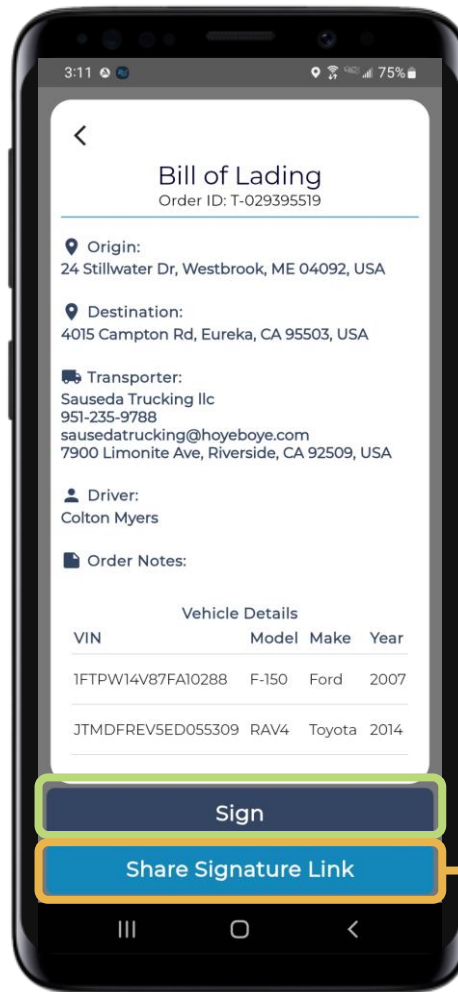 3:11 75%
Bill of Lading
Order ID: T-029395519
Origin:
24 Stillwater Dr, Westbrook, ME 04092, USA
Destination:
4015 Campton Rd, Eureka, CA 95503, USA
Transporter:
Sauseda Trucking llc
951-235-9788
sausedatrucking@hoyeboye.com
7900 Limonite Ave, Riverside, CA 92509, USA
Driver:
Colton Myers
Order Notes:
Vehicle Details
VIN Model Make Year
1FTPW14V87FA10288 F-150 Ford 2007
JTMDFREV5ED055309 RAV4 Toyota 2014
Sign
Share Signature Link